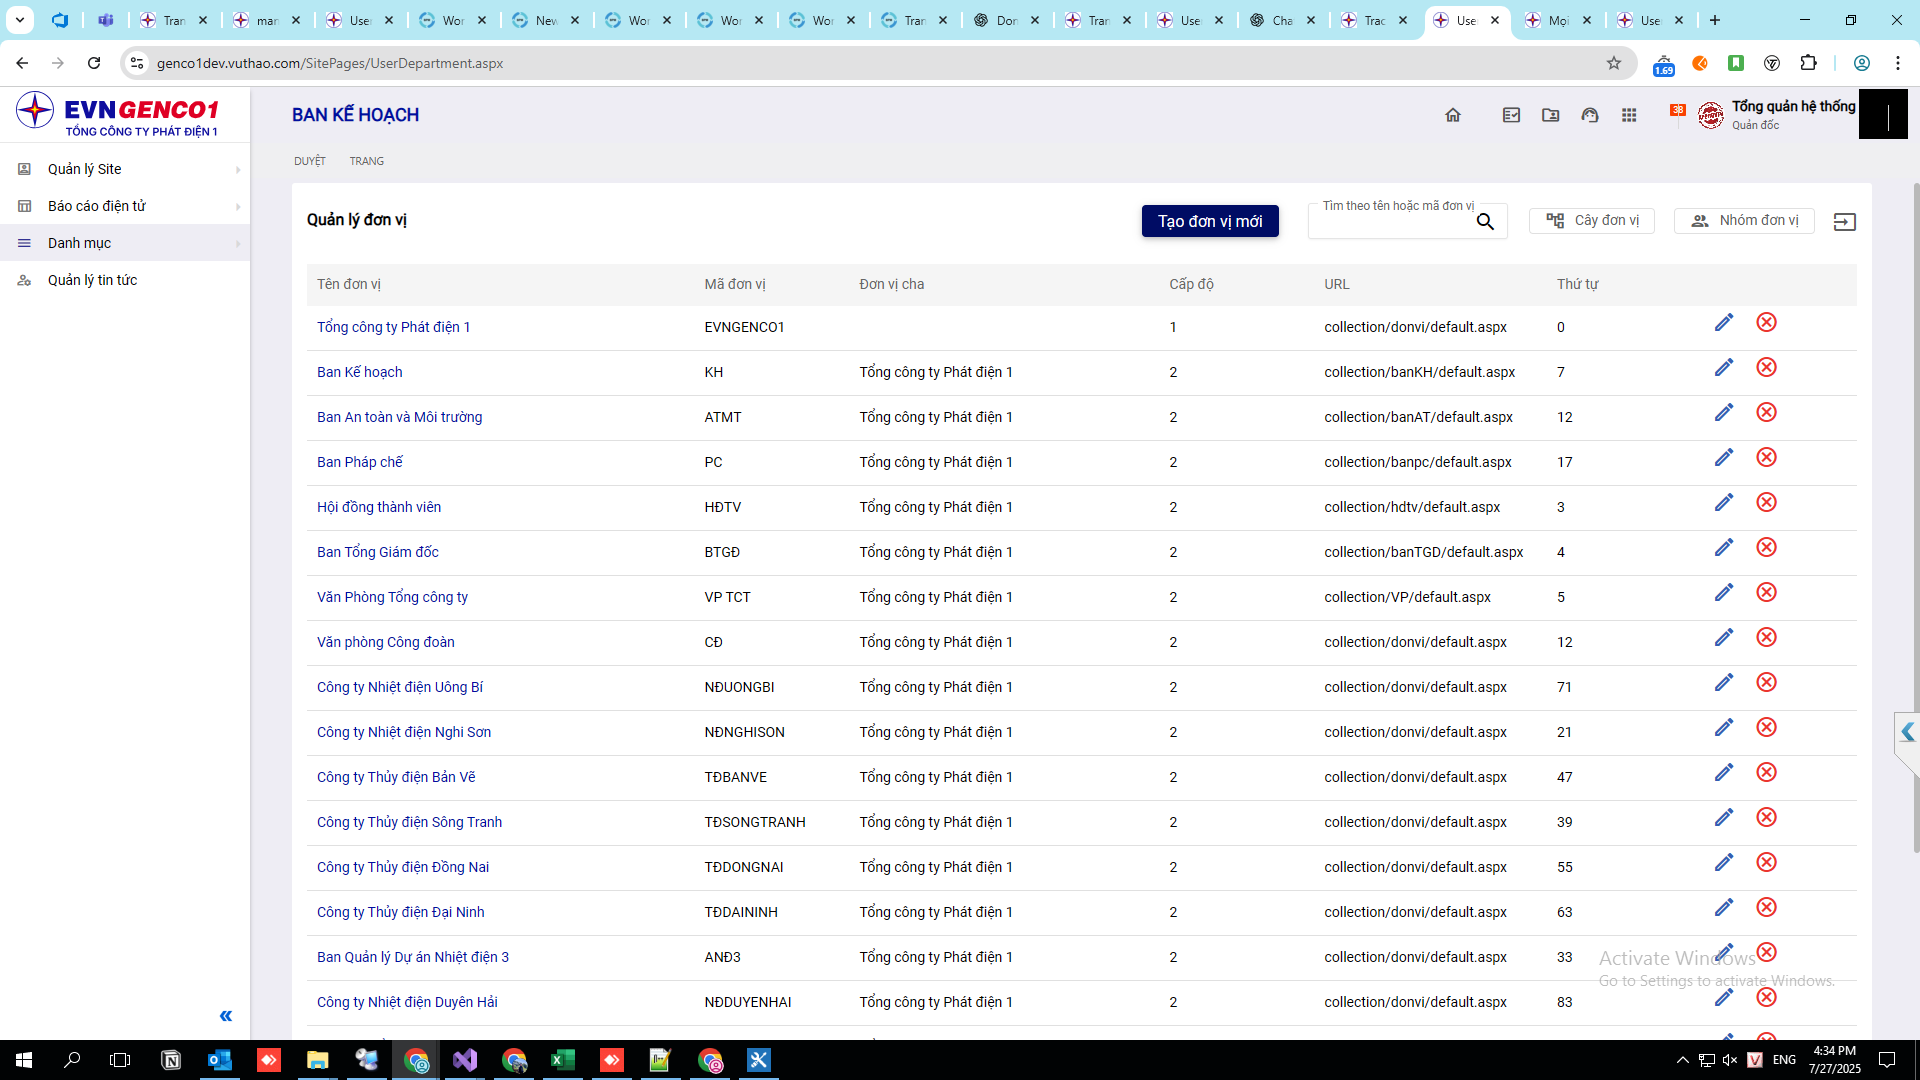 Tran
man
User
Wor
New
Wor
Wor
Wor
Tran
Don
Tran
User
Cha
Trac
User
Mọi
User
genco1dev.vuthao.com/SitePages/UserDepartment.aspx
1.69
EVNGENCO1
TỔNG CÔNG TY PHÁT ĐIỆN 1
BAN KẾ HOẠCH
38
Tổng quản hệ thống
Quản đốc
DUYỆT TRANG
Quản lý Site
Báo cáo điện tử
Danh mục
Quản lý tin tức
Quản lý đơn vị
Tạo đơn vị mới
Tìm theo tên hoặc mã đơn vị
Cây đơn vị
Nhóm đơn vị
Tên đơn vị Mã đơn vị Đơn vị cha Cấp độ URL Thứ tự
Tổng công ty Phát điện 1 EVNGENCO1 1 collection/donvi/default.aspx 0
Ban Kế hoạch KH Tổng công ty Phát điện 1 2 collection/banKH/default.aspx 7
Ban An toàn và Môi trường ATMT Tổng công ty Phát điện 1 2 collection/banAT/default.aspx 12
Ban Pháp chế PC Tổng công ty Phát điện 1 2 collection/banpc/default.aspx 17
Hội đồng thành viên HĐTV Tổng công ty Phát điện 1 2 collection/hdtv/default.aspx 3
Ban Tổng Giám đốc BTGĐ Tổng công ty Phát điện 1 2 collection/banTGD/default.aspx 4
Văn Phòng Tổng công ty VP TCT Tổng công ty Phát điện 1 2 collection/VP/default.aspx 5
Văn phòng Công đoàn CĐ Tổng công ty Phát điện 1 2 collection/donvi/default.aspx 12
Công ty Nhiệt điện Uông Bí NĐUONGBI Tổng công ty Phát điện 1 2 collection/donvi/default.aspx 71
Công ty Nhiệt điện Nghi Sơn NĐNGHISON Tổng công ty Phát điện 1 2 collection/donvi/default.aspx 21
Công ty Thủy điện Bản Vẽ TĐBANVE Tổng công ty Phát điện 1 2 collection/donvi/default.aspx 47
Công ty Thủy điện Sông Tranh TĐSONGTRANH Tổng công ty Phát điện 1 2 collection/donvi/default.aspx 39
Công ty Thủy điện Đồng Nai TĐDONGNAI Tổng công ty Phát điện 1 2 collection/donvi/default.aspx 55
Công ty Thủy điện Đại Ninh TĐDAININH Tổng công ty Phát điện 1 2 collection/donvi/default.aspx 63
Ban Quản lý Dự án Nhiệt điện 3 ANĐ3 Tổng công ty Phát điện 1 2 collection/donvi/default.aspx 33
Công ty Nhiệt điện Duyên Hải NĐDUYENHAI Tổng công ty Phát điện 1 2 collection/donvi/default.aspx 83
Activate Windows
Go to Settings to activate Windows.
ENG
4:34 PM
7/27/2025